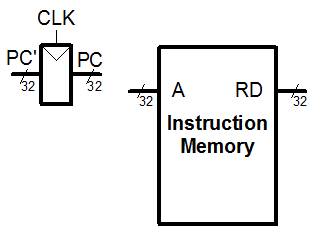 CLK
PC' PC
32 32
A RD
32 32
Instruction
Memory